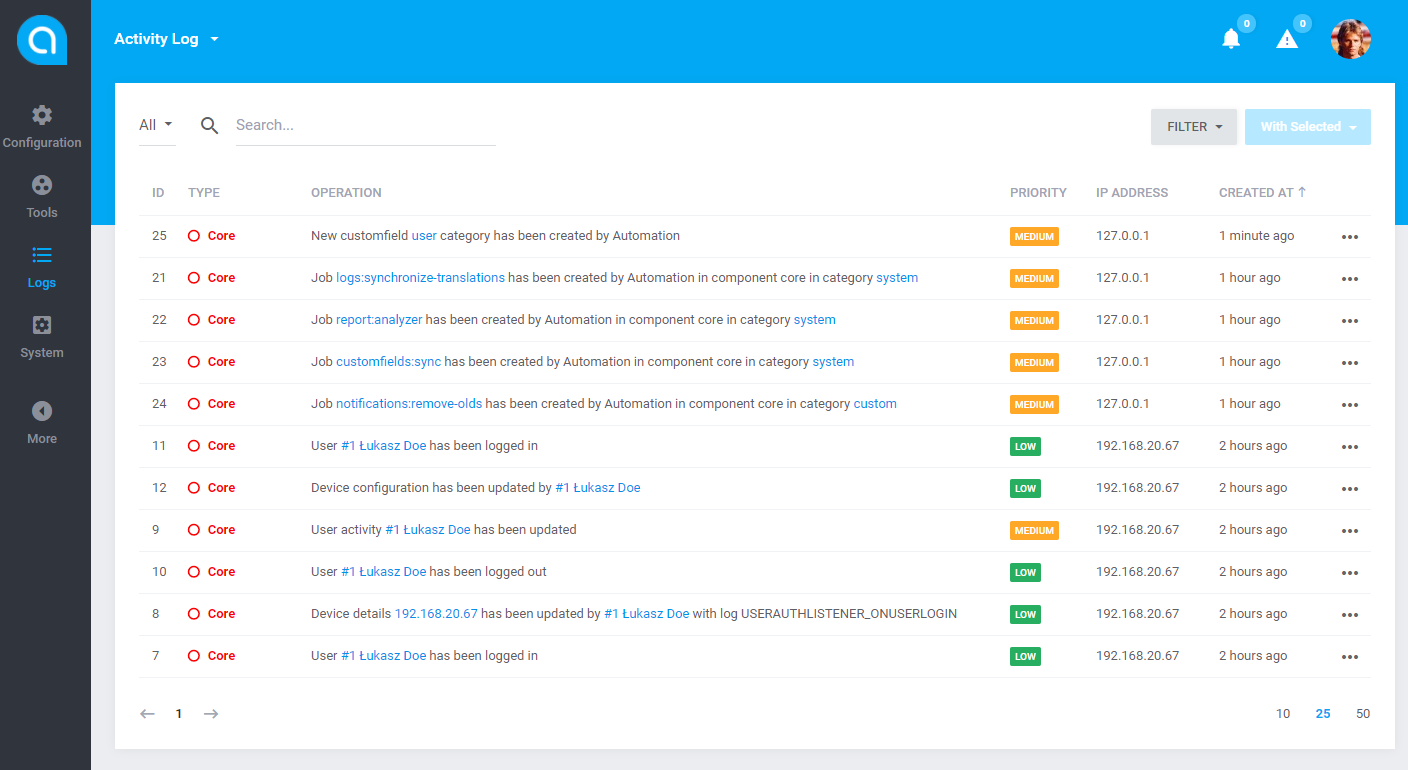 Activity Log
0
0
Configuration
Tools
Logs
System
More
All Search... FILTER With Selected
ID TYPE OPERATION PRIORITY IP ADDRESS CREATED AT ↑
25 Core New customfield user category has been created by Automation MEDIUM 127.0.0.1 1 minute ago
21 Core Job logs:synchronize-translations has been created by Automation in component core in category system MEDIUM 127.0.0.1 1 hour ago
22 Core Job report:analyzer has been created by Automation in component core in category system MEDIUM 127.0.0.1 1 hour ago
23 Core Job customfields:sync has been created by Automation in component core in category system MEDIUM 127.0.0.1 1 hour ago
24 Core Job notifications:remove-olds has been created by Automation in component core in category custom MEDIUM 127.0.0.1 1 hour ago
11 Core User #1 Łukasz Doe has been logged in LOW 192.168.20.67 2 hours ago
12 Core Device configuration has been updated by #1 Łukasz Doe LOW 192.168.20.67 2 hours ago
9 Core User activity #1 Łukasz Doe has been updated MEDIUM 192.168.20.67 2 hours ago
10 Core User #1 Łukasz Doe has been logged out LOW 192.168.20.67 2 hours ago
8 Core Device details 192.168.20.67 has been updated by #1 Łukasz Doe with log USERAUTHLISTENER_ONUSERLOGIN LOW 192.168.20.67 2 hours ago
7 Core User #1 Łukasz Doe has been logged in LOW 192.168.20.67 2 hours ago
← 1 → 10 25 50